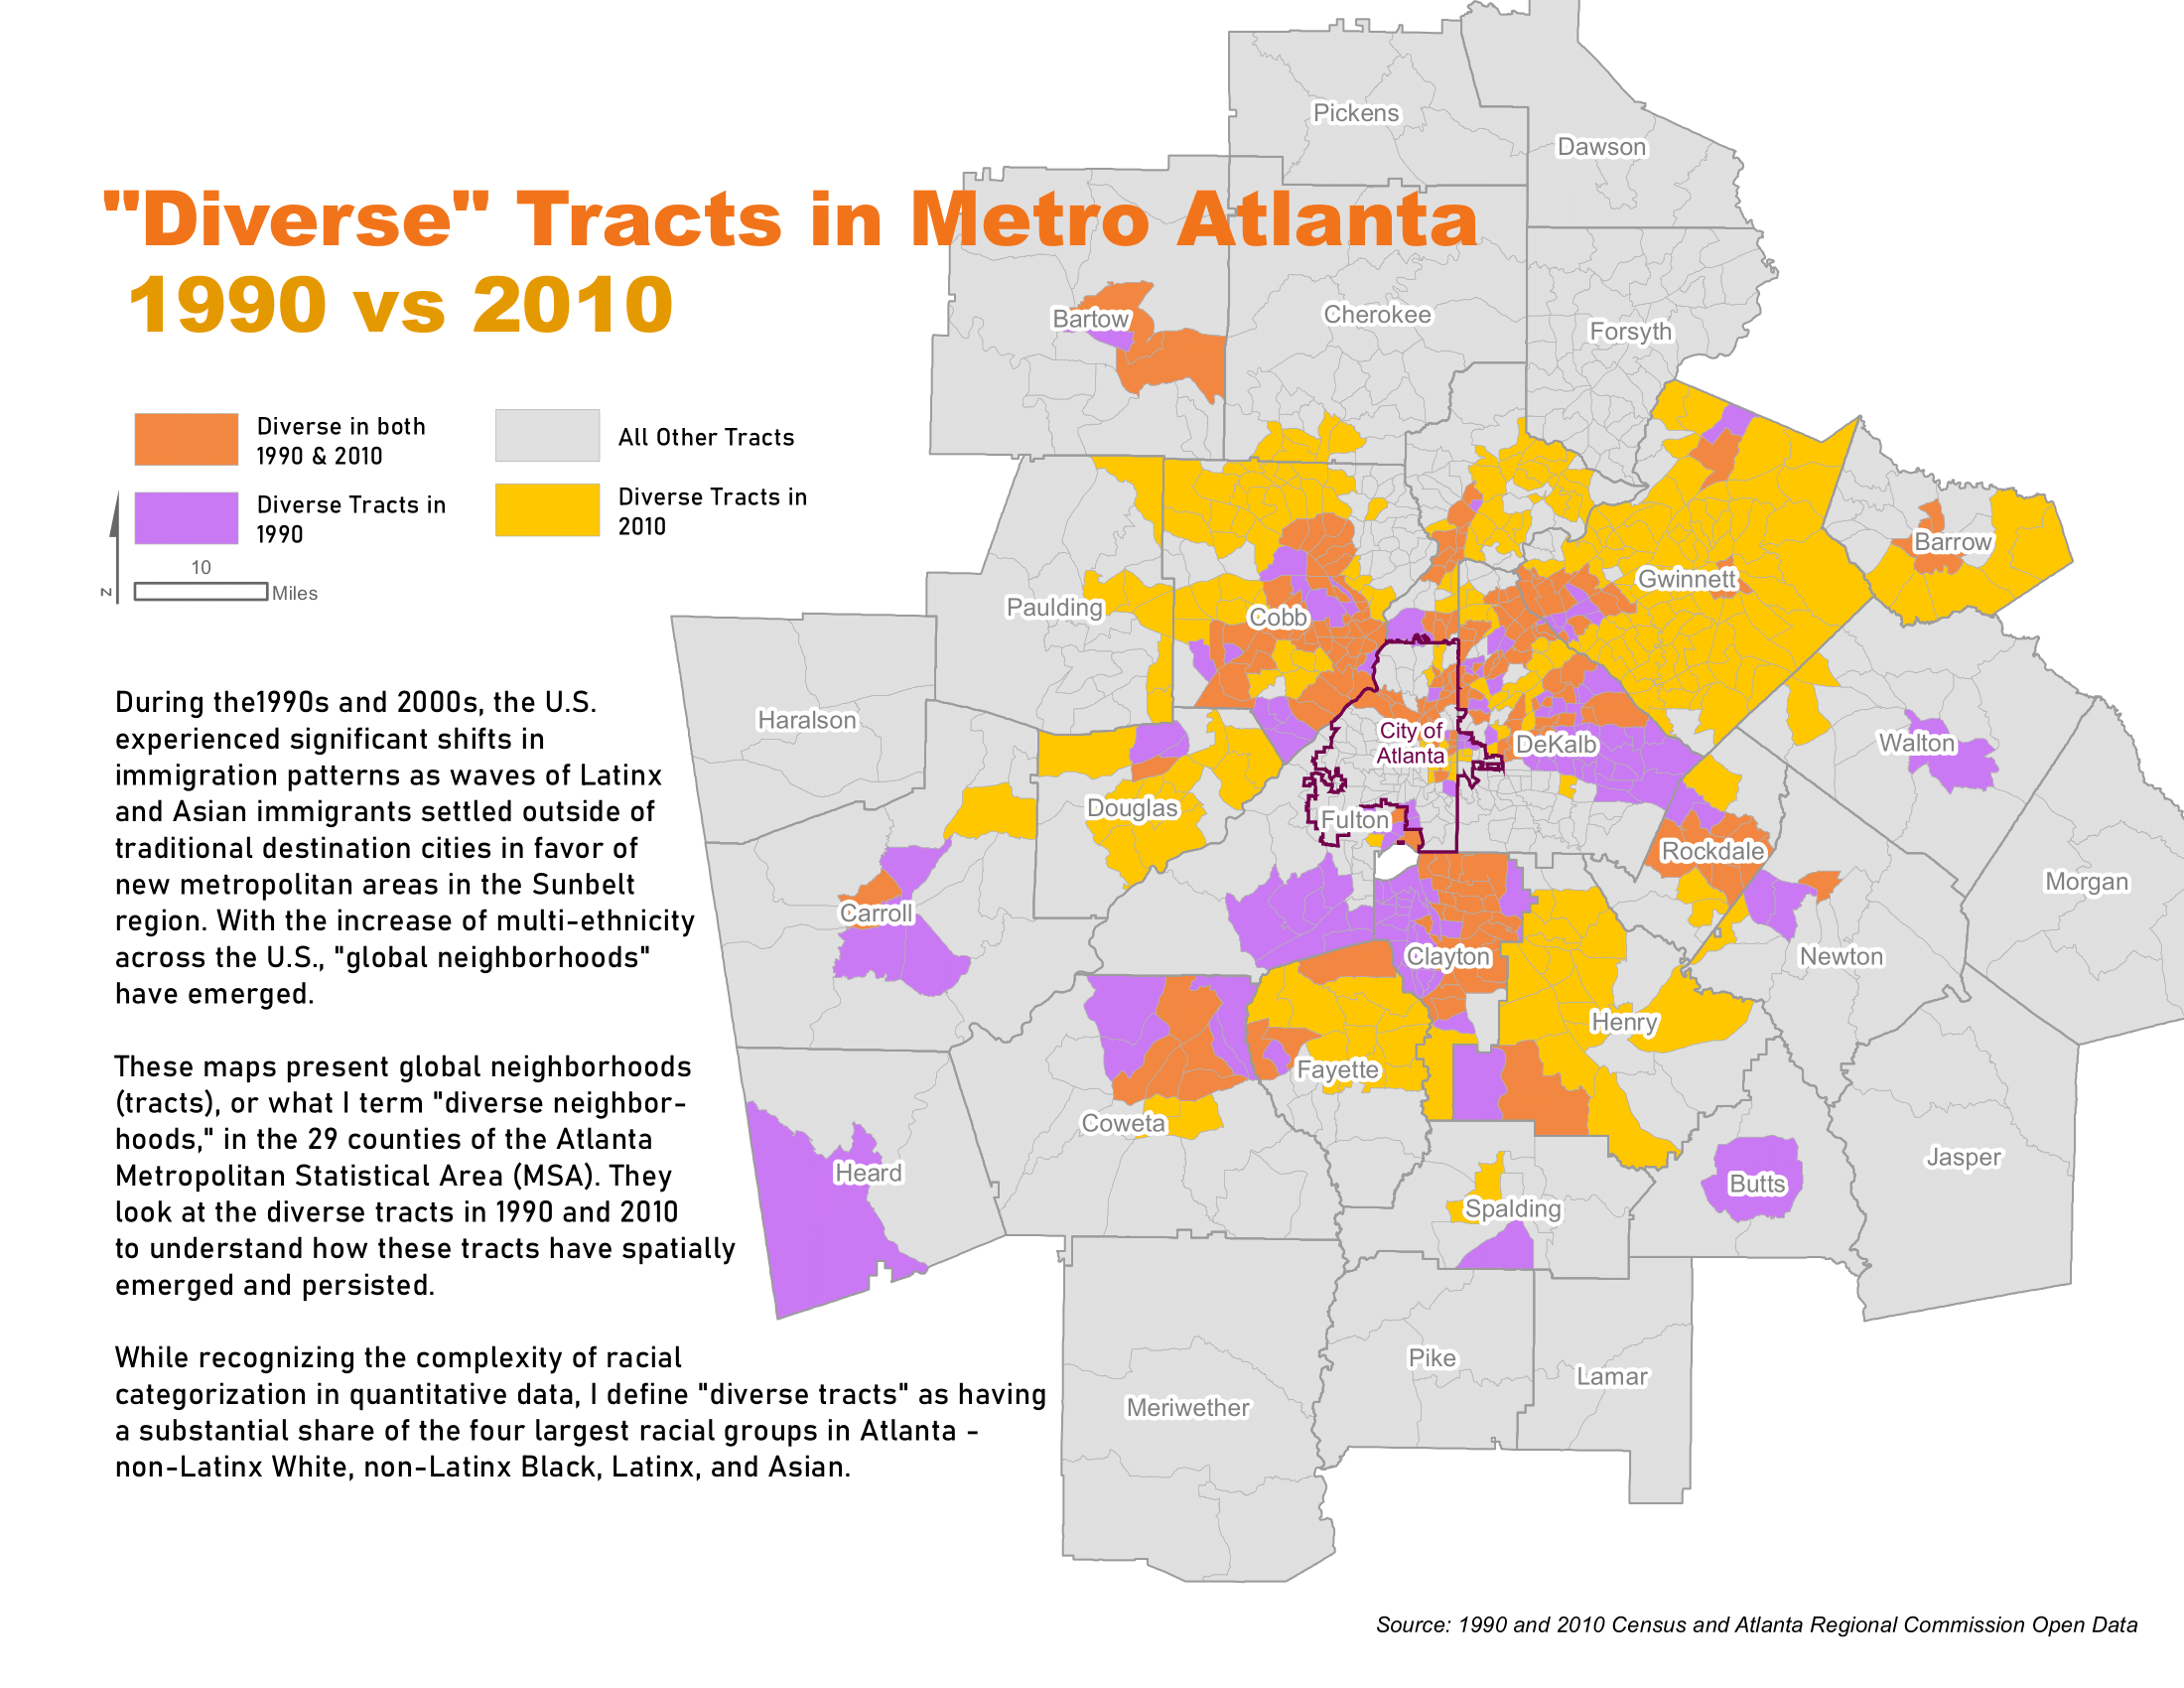 "Diverse" Tracts in Metro Atlanta
1990 vs 2010
Diverse in both
1990 & 2010
All Other Tracts
Diverse Tracts in
1990
Diverse Tracts in
2010
N
10
Miles
During the1990s and 2000s, the U.S.
experienced significant shifts in
immigration patterns as waves of Latinx
and Asian immigrants settled outside of
traditional destination cities in favor of
new metropolitan areas in the Sunbelt
region. With the increase of multi-ethnicity
across the U.S., "global neighborhoods"
have emerged.
These maps present global neighborhoods
(tracts), or what I term "diverse neighbor-
hoods," in the 29 counties of the Atlanta
Metropolitan Statistical Area (MSA). They
look at the diverse tracts in 1990 and 2010
to understand how these tracts have spatially
emerged and persisted.
While recognizing the complexity of racial
categorization in quantitative data, I define "diverse tracts" as having
a substantial share of the four largest racial groups in Atlanta -
non-Latinx White, non-Latinx Black, Latinx, and Asian.
Pickens
Dawson
Bartow
Cherokee
Forsyth
Barrow
Gwinnett
Paulding
Cobb
Haralson
City of
Atlanta
DeKalb
Walton
Douglas
Fulton
Rockdale
Morgan
Carroll
Clayton
Newton
Henry
Fayette
Coweta
Heard
Jasper
Butts
Spalding
Pike
Lamar
Meriwether
Source: 1990 and 2010 Census and Atlanta Regional Commission Open Data